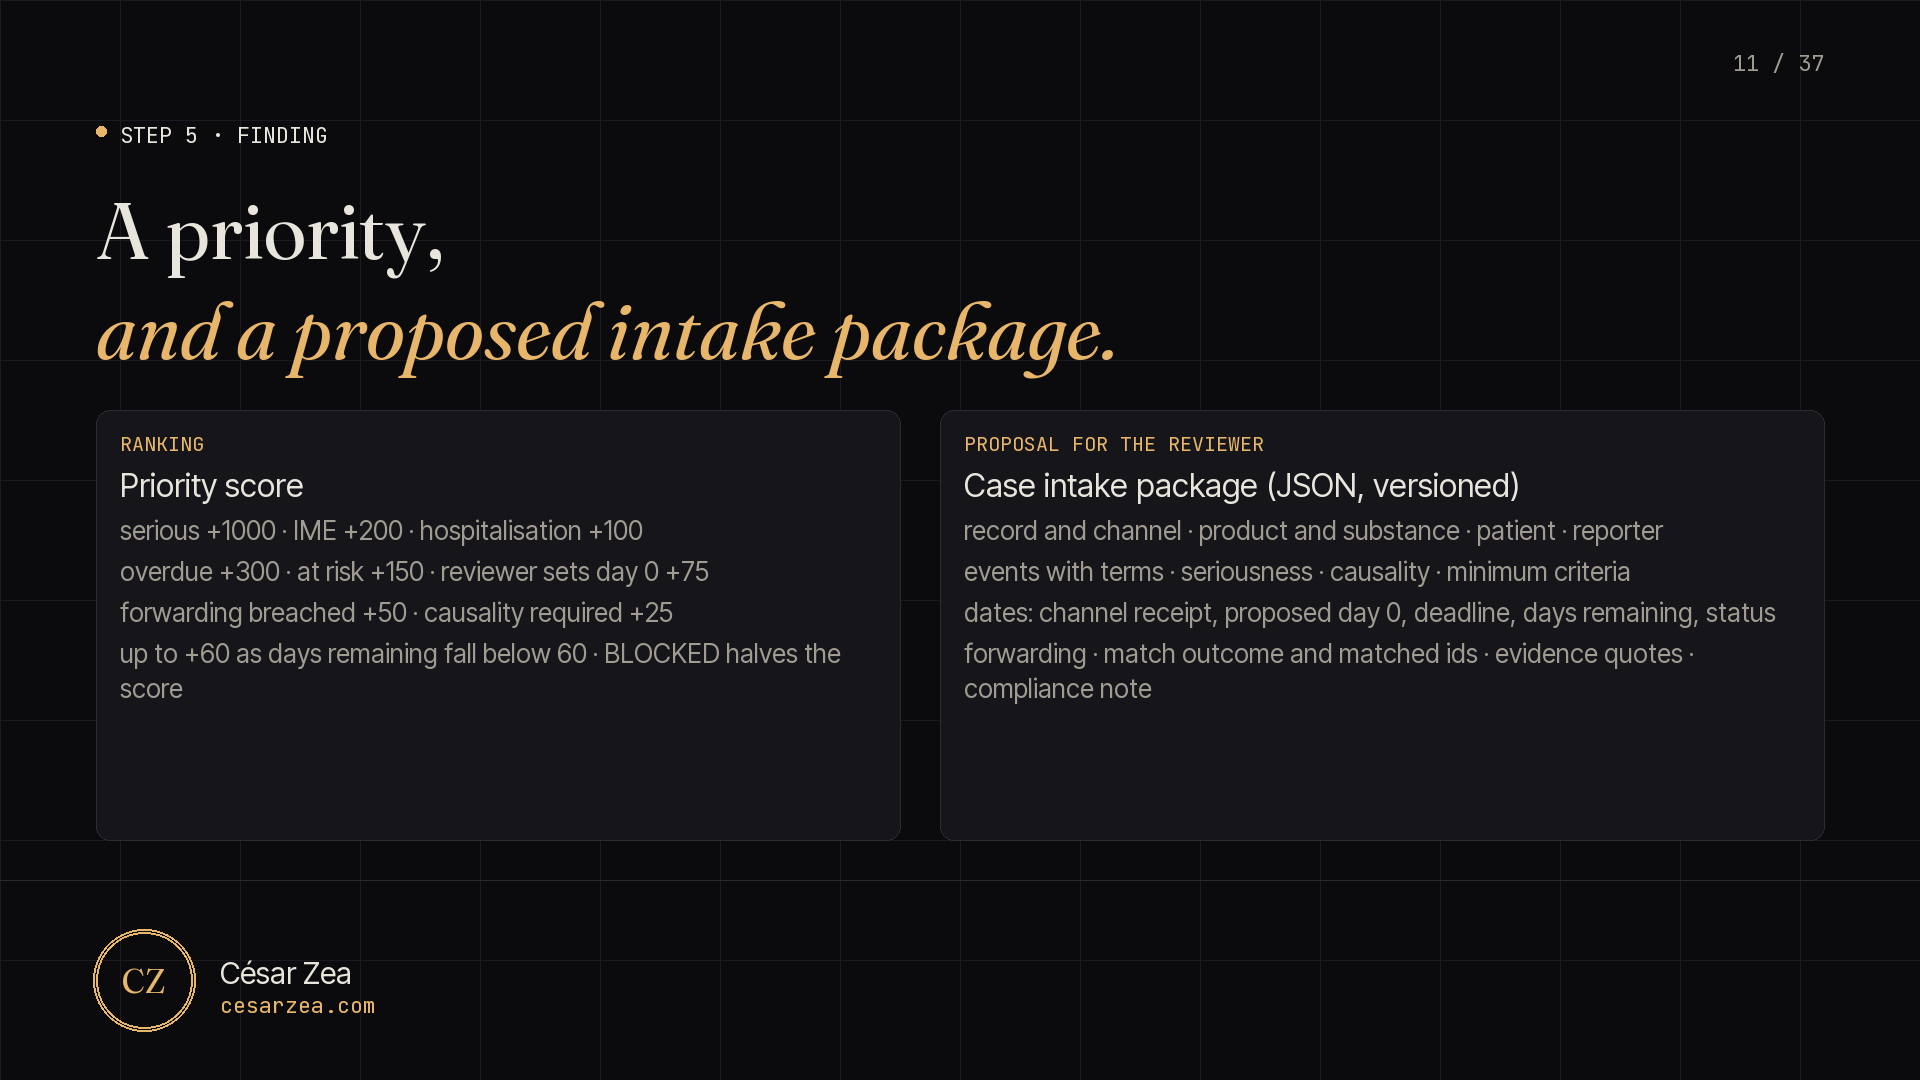 11 / 37
STEP 5 · FINDING
A priority,
and a proposed intake package.
RANKING
Priority score
serious +1000 · IME +200 · hospitalisation +100
overdue +300 · at risk +150 · reviewer sets day 0 +75
forwarding breached +50 · causality required +25
up to +60 as days remaining fall below 60 · BLOCKED halves the
score
PROPOSAL FOR THE REVIEWER
Case intake package (JSON, versioned)
record and channel · product and substance · patient · reporter
events with terms · seriousness · causality · minimum criteria
dates: channel receipt, proposed day 0, deadline, days remaining, status
forwarding · match outcome and matched ids · evidence quotes ·
compliance note
CZ
César Zea
cesarzea.com